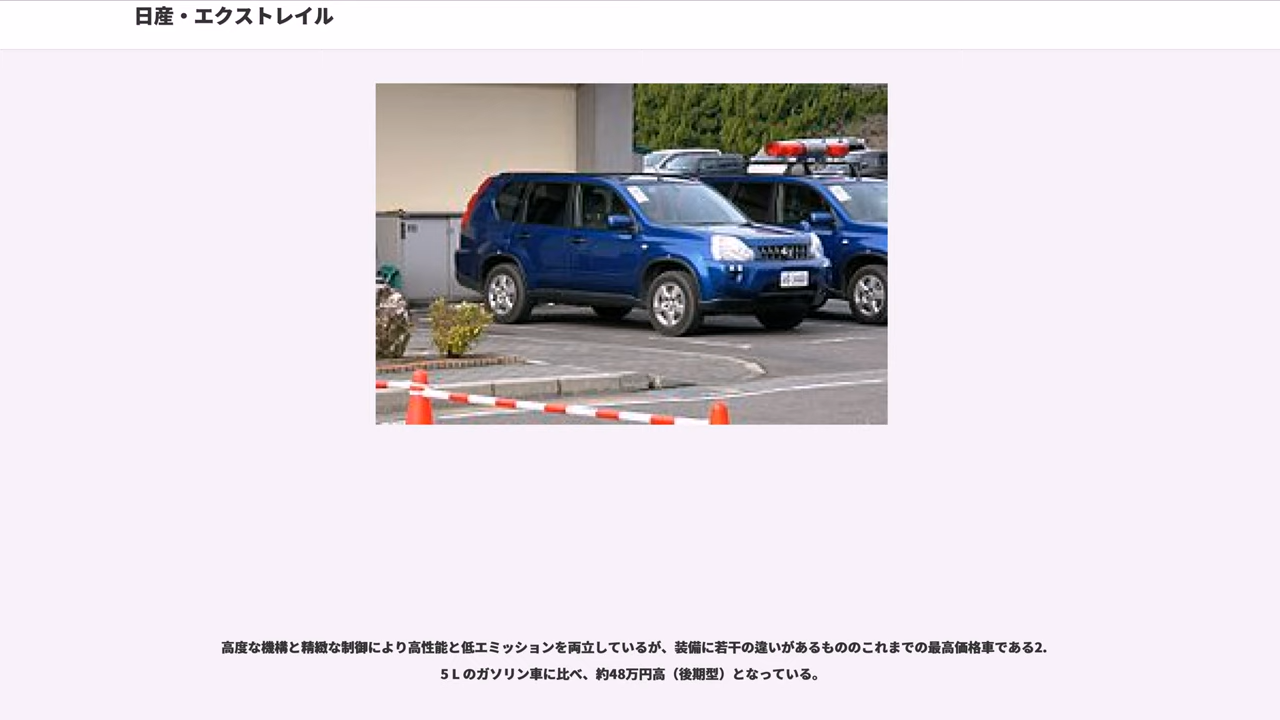 日産・エクストレイル
高度な機構と精緻な制御により高性能と低エミッションを両立しているが、装備に若干の違いがあるもののこれまでの最高価格車である2.
5Ｌのガソリン車に比べ、約48万円高（後期型）となっている。